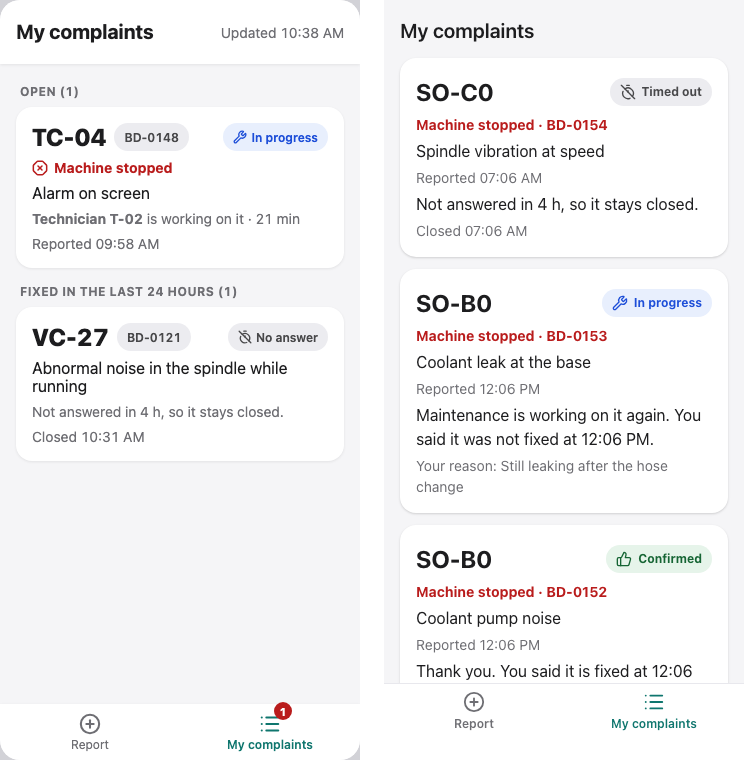 My complaints
Updated 10:38 AM
OPEN (1)
TC-04
BD-0148
In progress
Machine stopped
Alarm on screen
Technician T-02 is working on it · 21 min
Reported 09:58 AM
FIXED IN THE LAST 24 HOURS (1)
VC-27
BD-0121
No answer
Abnormal noise in the spindle while
running
Not answered in 4 h, so it stays closed.
Closed 10:31 AM
Report
1
My complaints
My complaints
SO-C0
Timed out
Machine stopped · BD-0154
Spindle vibration at speed
Reported 07:06 AM
Not answered in 4 h, so it stays closed.
Closed 07:06 AM
SO-B0
In progress
Machine stopped · BD-0153
Coolant leak at the base
Reported 12:06 PM
Maintenance is working on it again. You
said it was not fixed at 12:06 PM.
Your reason: Still leaking after the hose
change
SO-B0
Confirmed
Machine stopped · BD-0152
Coolant pump noise
Reported 12:06 PM
Thank you. You said it is fixed at 12:06
Report
My complaints